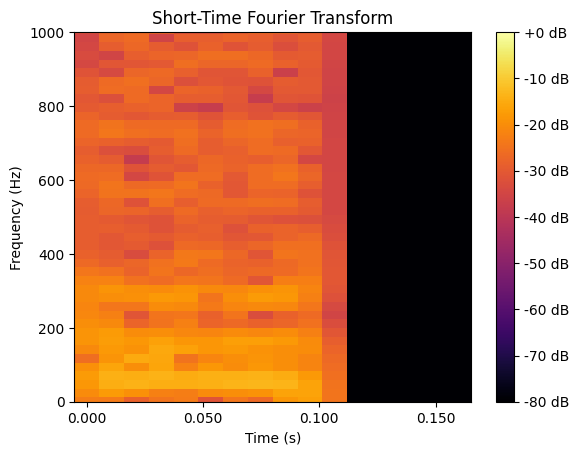 Short-Time Fourier Transform
1000
800
600
400
200
0
Frequency (Hz)
0.000
0.050
0.100
0.150
Time (s)
+0 dB
-10 dB
-20 dB
-30 dB
-40 dB
-50 dB
-60 dB
-70 dB
-80 dB